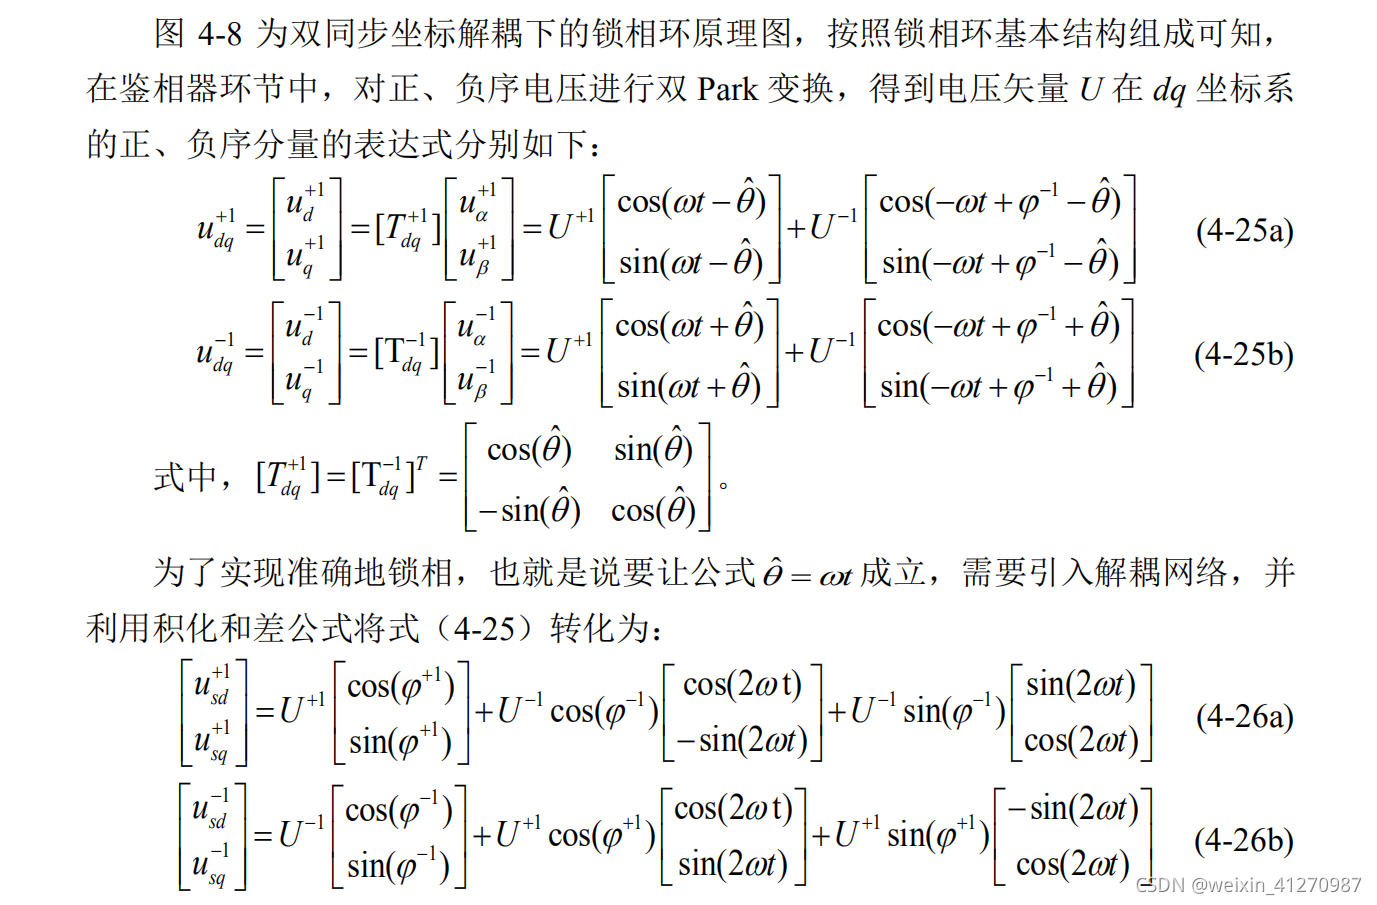 图 4-8 为双同步坐标解耦下的锁相环原理图，按照锁相环基本结构组成可知，
在鉴相器环节中，对正、负序电压进行双 Park 变换，得到电压矢量 U 在 dq 坐标系
的正、负序分量的表达式分别如下：
$u_{dq}^{+1} = \begin{bmatrix} u_d^{+1} \\ u_q^{+1} \end{bmatrix} = [T_{dq}^{+1}] \begin{bmatrix} u_\alpha^{+1} \\ u_\beta^{+1} \end{bmatrix} = U^{+1} \begin{bmatrix} \cos(\omega t - \hat{\theta}) \\ \sin(\omega t - \hat{\theta}) \end{bmatrix} + U^{-1} \begin{bmatrix} \cos(-\omega t + \varphi^{-1} - \hat{\theta}) \\ \sin(-\omega t + \varphi^{-1} - \hat{\theta}) \end{bmatrix}$ (4-25a)
$u_{dq}^{-1} = \begin{bmatrix} u_d^{-1} \\ u_q^{-1} \end{bmatrix} = [\mathrm{T}_{dq}^{-1}] \begin{bmatrix} u_\alpha^{-1} \\ u_\beta^{-1} \end{bmatrix} = U^{+1} \begin{bmatrix} \cos(\omega t + \hat{\theta}) \\ \sin(\omega t + \hat{\theta}) \end{bmatrix} + U^{-1} \begin{bmatrix} \cos(-\omega t + \varphi^{-1} + \hat{\theta}) \\ \sin(-\omega t + \varphi^{-1} + \hat{\theta}) \end{bmatrix}$ (4-25b)
式中，$[T_{dq}^{+1}] = [\mathrm{T}_{dq}^{-1}]^T = \begin{bmatrix} \cos(\hat{\theta}) & \sin(\hat{\theta}) \\ -\sin(\hat{\theta}) & \cos(\hat{\theta}) \end{bmatrix}$。
为了实现准确地锁相，也就是说要让公式 $\hat{\theta} = \omega t$ 成立，需要引入解耦网络，并
利用积化和差公式将式（4-25）转化为：
$\begin{bmatrix} u_{sd}^{+1} \\ u_{sq}^{+1} \end{bmatrix} = U^{+1} \begin{bmatrix} \cos(\varphi^{+1}) \\ \sin(\varphi^{+1}) \end{bmatrix} + U^{-1} \cos(\varphi^{-1}) \begin{bmatrix} \cos(2\omega t) \\ -\sin(2\omega t) \end{bmatrix} + U^{-1} \sin(\varphi^{-1}) \begin{bmatrix} \sin(2\omega t) \\ \cos(2\omega t) \end{bmatrix}$ (4-26a)
$\begin{bmatrix} u_{sd}^{-1} \\ u_{sq}^{-1} \end{bmatrix} = U^{-1} \begin{bmatrix} \cos(\varphi^{-1}) \\ \sin(\varphi^{-1}) \end{bmatrix} + U^{+1} \cos(\varphi^{+1}) \begin{bmatrix} \cos(2\omega t) \\ \sin(2\omega t) \end{bmatrix} + U^{+1} \sin(\varphi^{+1}) \begin{bmatrix} -\sin(2\omega t) \\ \cos(2\omega t) \end{bmatrix}$ (4-26b)
CSDN @weixin_41270987